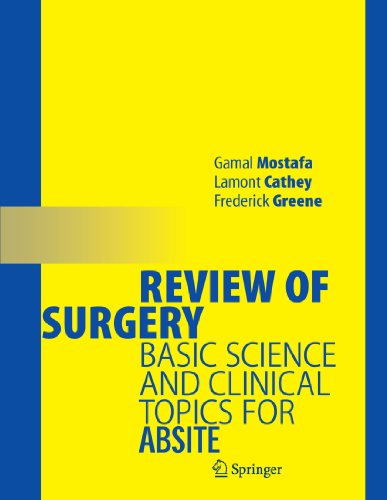 Gamal Mostafa
Lamont Cathey
Frederick Greene
REVIEW OF
SURGERY
BASIC SCIENCE
AND CLINICAL
TOPICS FOR
ABSITE
Springer